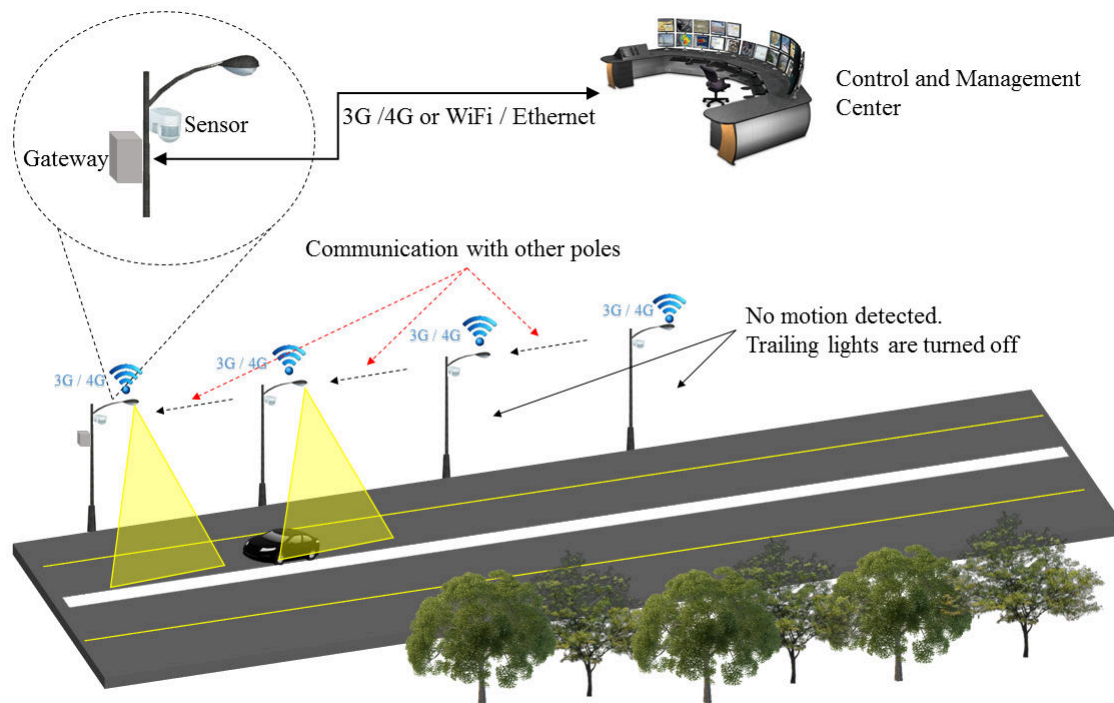 Control and Management
Center
3G /4G or WiFi / Ethernet
Sensor
Gateway
Communication with other poles
3G / 4G
3G / 4G
3G / 4G
3G / 4G
No motion detected.
Trailing lights are turned off